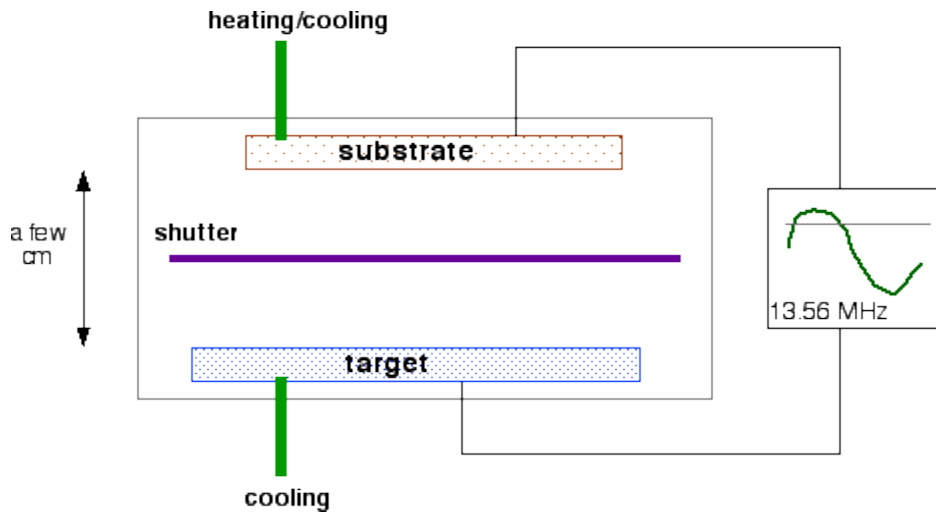 heating/cooling
substrate
shutter
a few
cm
13.56 MHz
target
cooling